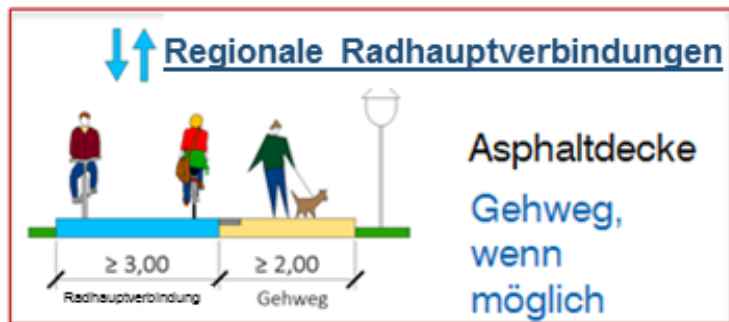 Regionale Radhauptverbindungen
Asphaltdecke
Gehweg,
wenn
möglich
≥ 3,00
≥ 2,00
Radhauptverbindung
Gehweg